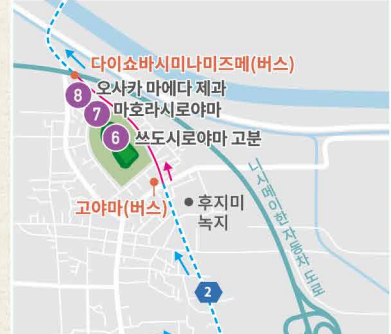 다이쇼바시미나미즈메(버스)
8 오사카 마에다 제과
7 마호라시로야마
6 쓰도시로야마 고분
고야마(버스)
후지미
녹지
니시메이한 자동차 도로
2